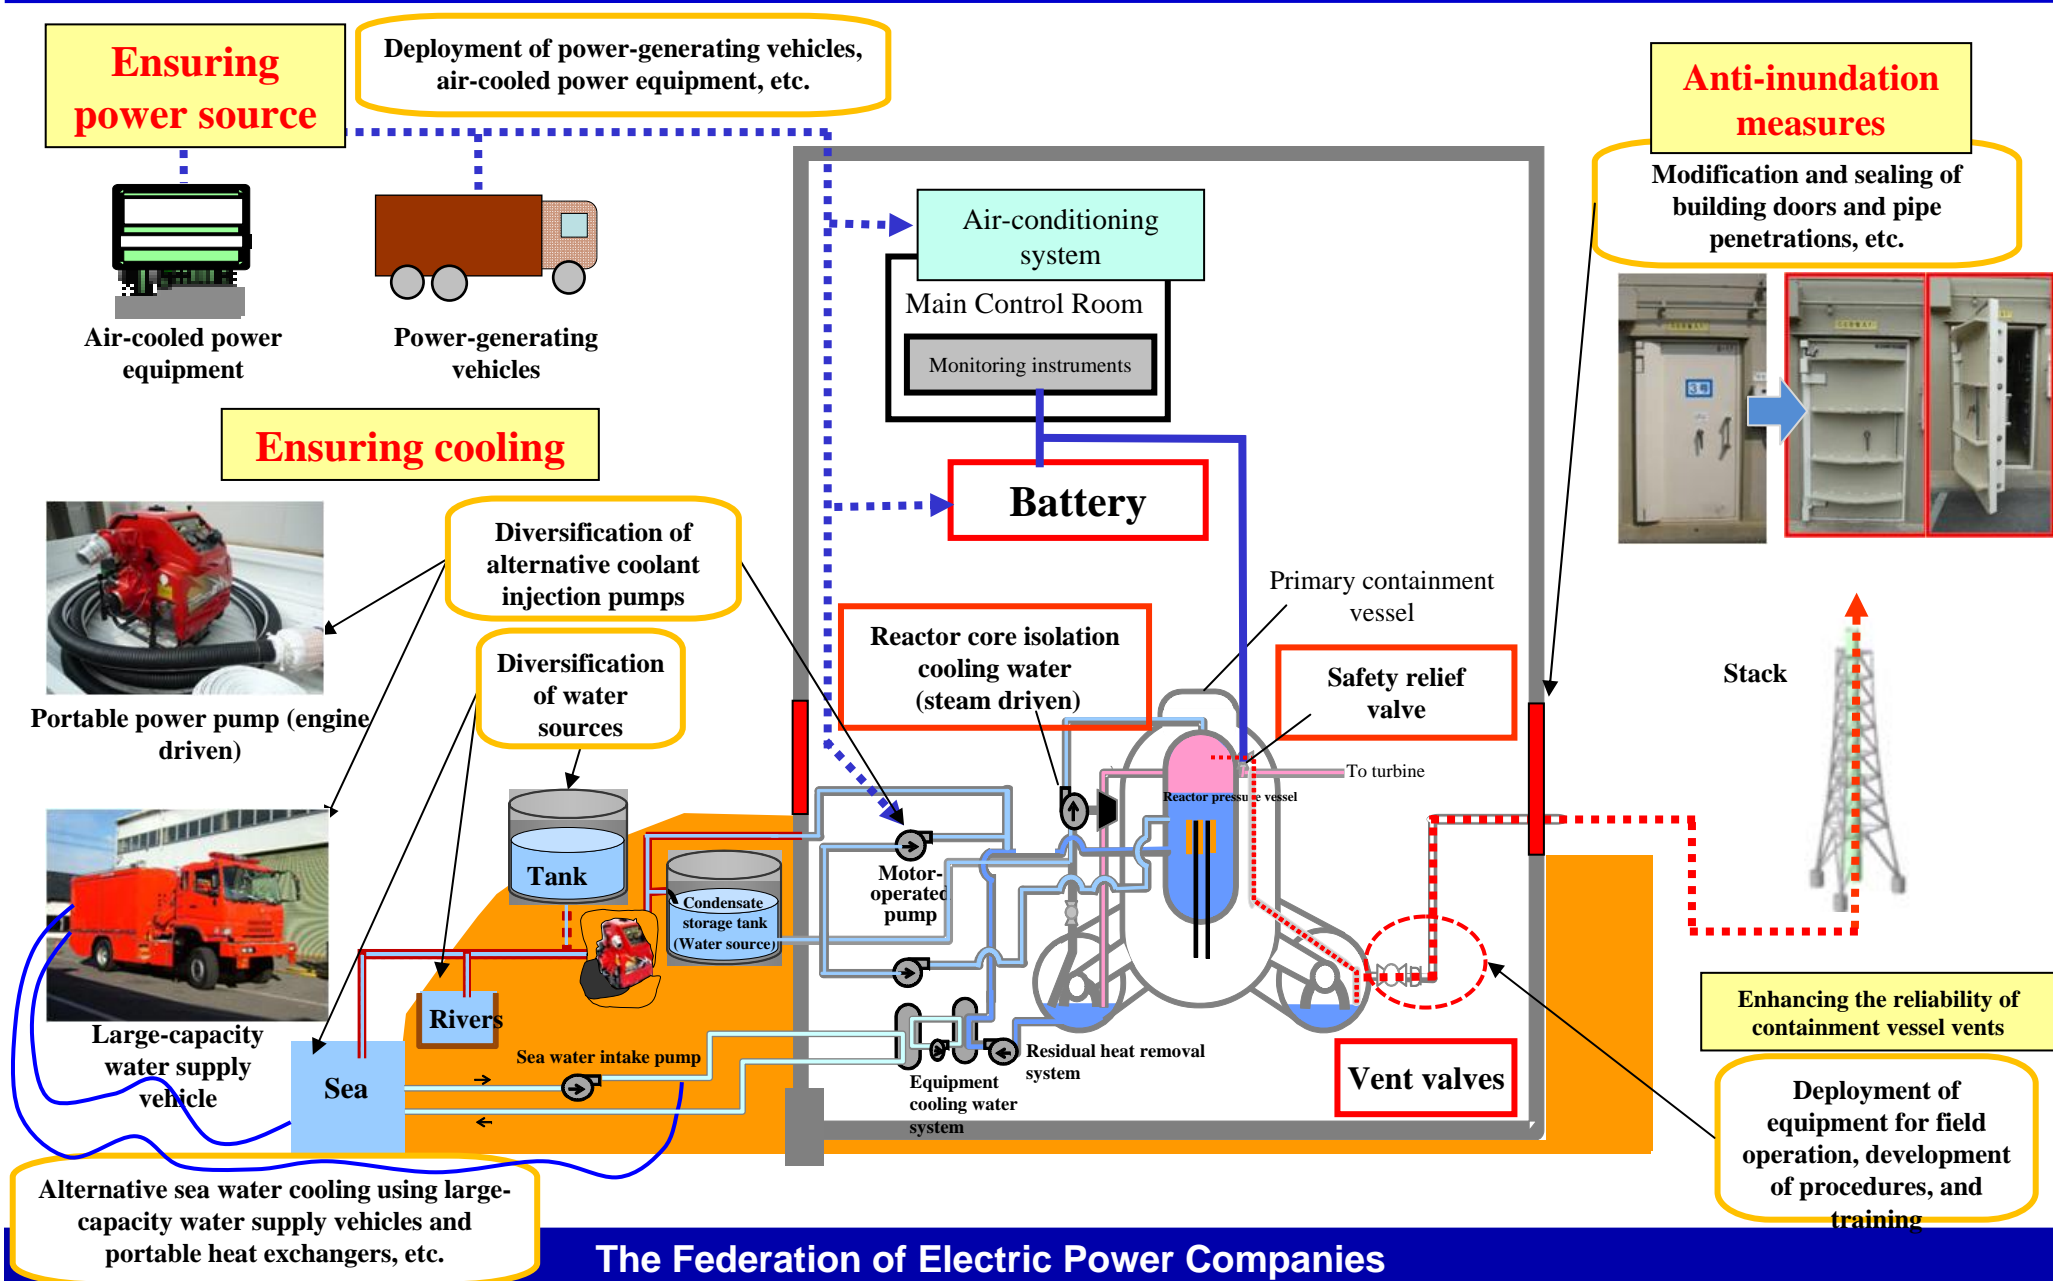 Ensuring
power source
Deployment of power-generating vehicles,
air-cooled power equipment, etc.
Anti-inundation
measures
Modification and sealing of
building doors and pipe
penetrations, etc.
Air-cooled power
equipment
Power-generating
vehicles
Air-conditioning
system
Main Control Room
Monitoring instruments
Battery
3号
Ensuring cooling
Diversification of
alternative coolant
injection pumps
Portable power pump (engine
driven)
Diversification
of water
sources
Reactor core isolation
cooling water
(steam driven)
Primary containment
vessel
Safety relief
valve
Stack
To turbine
Reactor pressure vessel
Tank
Condensate
storage tank
(Water source)
Motor-
operated
pump
Rivers
Large-capacity
water supply
vehicle
Sea
Sea water intake pump
Equipment
cooling water
system
Residual heat removal
system
Vent valves
Enhancing the reliability of
containment vessel vents
Deployment of
equipment for field
operation, development
of procedures, and
training
Alternative sea water cooling using large-
capacity water supply vehicles and
portable heat exchangers, etc.
The Federation of Electric Power Companies